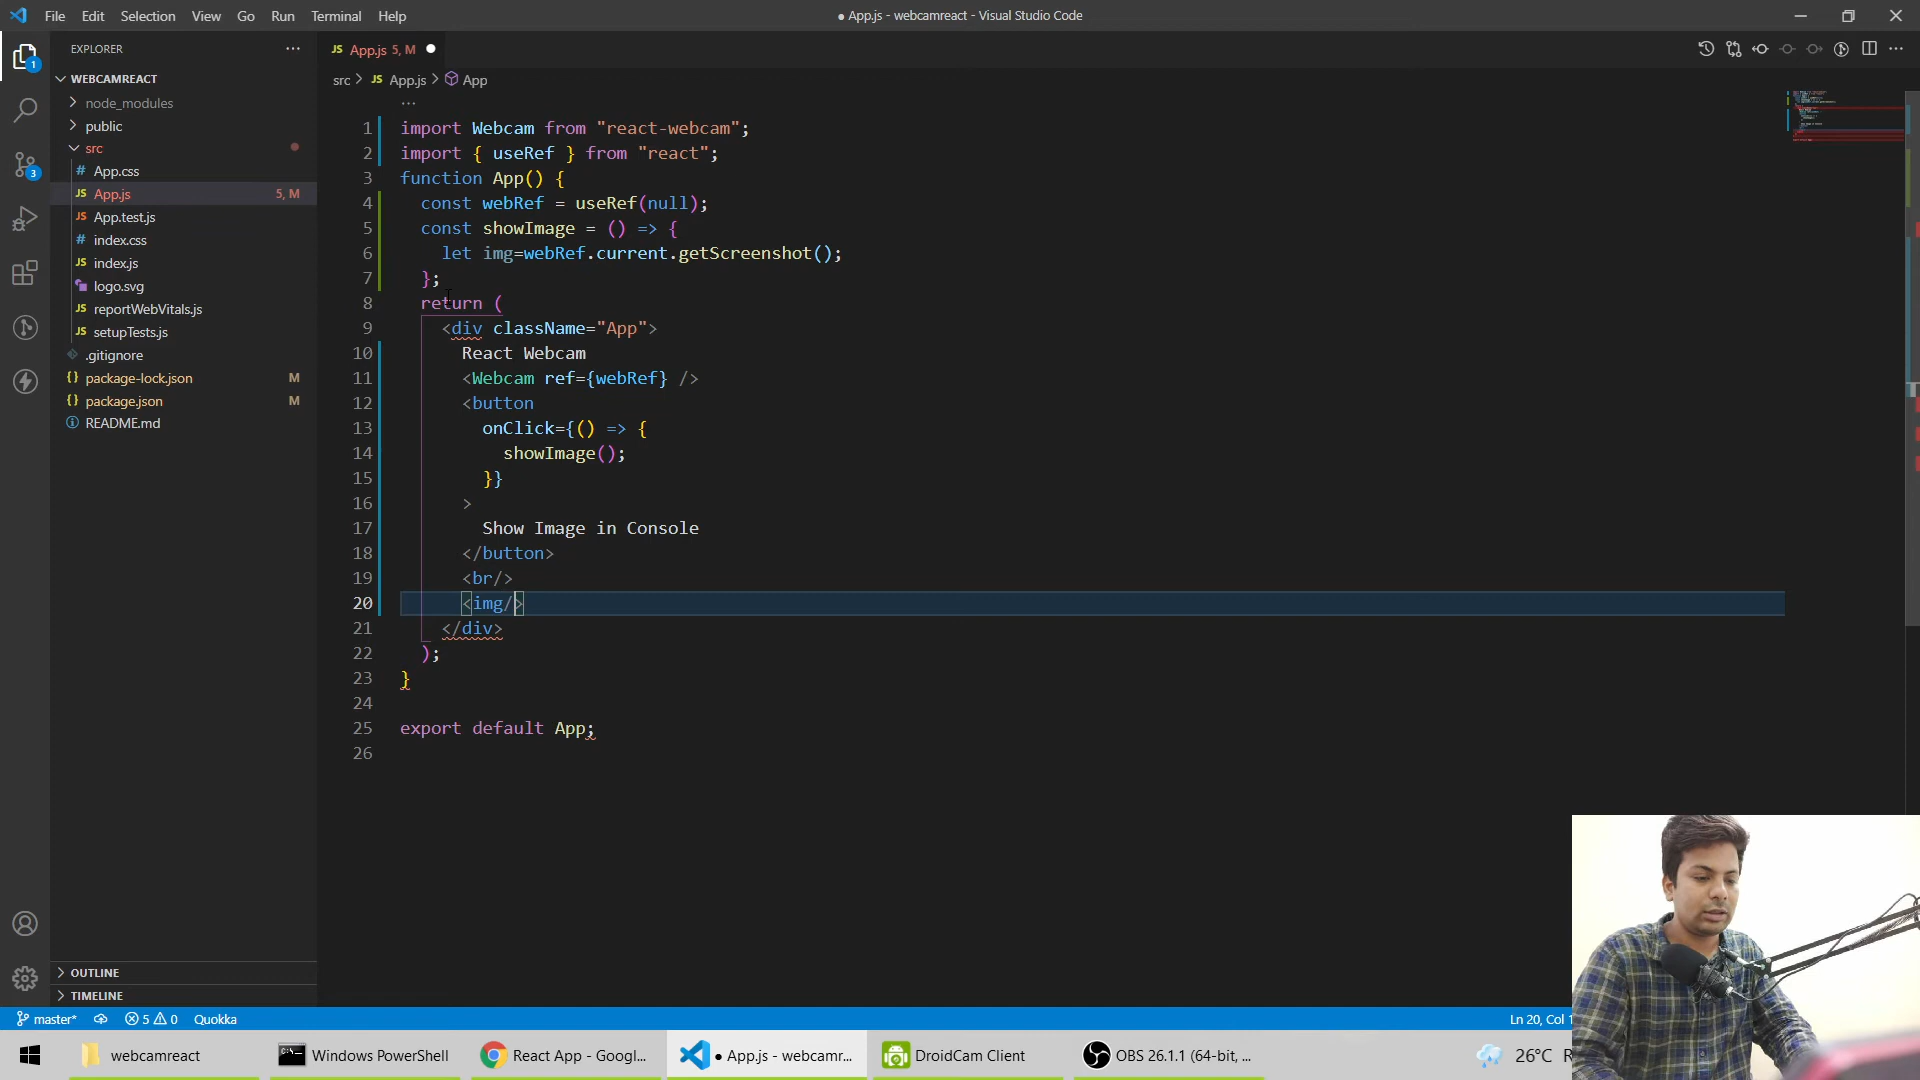 File Edit Selection View Go Run Terminal Help
● App.js - webcamreact - Visual Studio Code
EXPLORER
WEBCAMREACT
node_modules
public
src
# App.css
JS App.js 5, M
JS App.test.js
# index.css
JS index.js
logo.svg
JS reportWebVitals.js
JS setupTests.js
.gitignore
{} package-lock.json M
{} package.json M
README.md
OUTLINE
TIMELINE
1
3
JS App.js 5, M ●
src > JS App.js > App
...
1 import Webcam from "react-webcam";
2 import { useRef } from "react";
3 function App() {
4 const webRef = useRef(null);
5 const showImage = () => {
6 let img=webRef.current.getScreenshot();
7 };
8 return (
9 <div className="App">
10 React Webcam
11 <Webcam ref={webRef} />
12 <button
13 onClick={() => {
14 showImage();
15 }}
16 >
17 Show Image in Console
18 </button>
19 <br/>
20 <img/>
21 </div>
22 );
23 }
24
25 export default App;
26
master* 5 0 Quokka
Ln 20, Col
webcamreact
Windows PowerShell
React App - Googl...
● App.js - webcamr...
DroidCam Client
OBS 26.1.1 (64-bit, ...
26°C